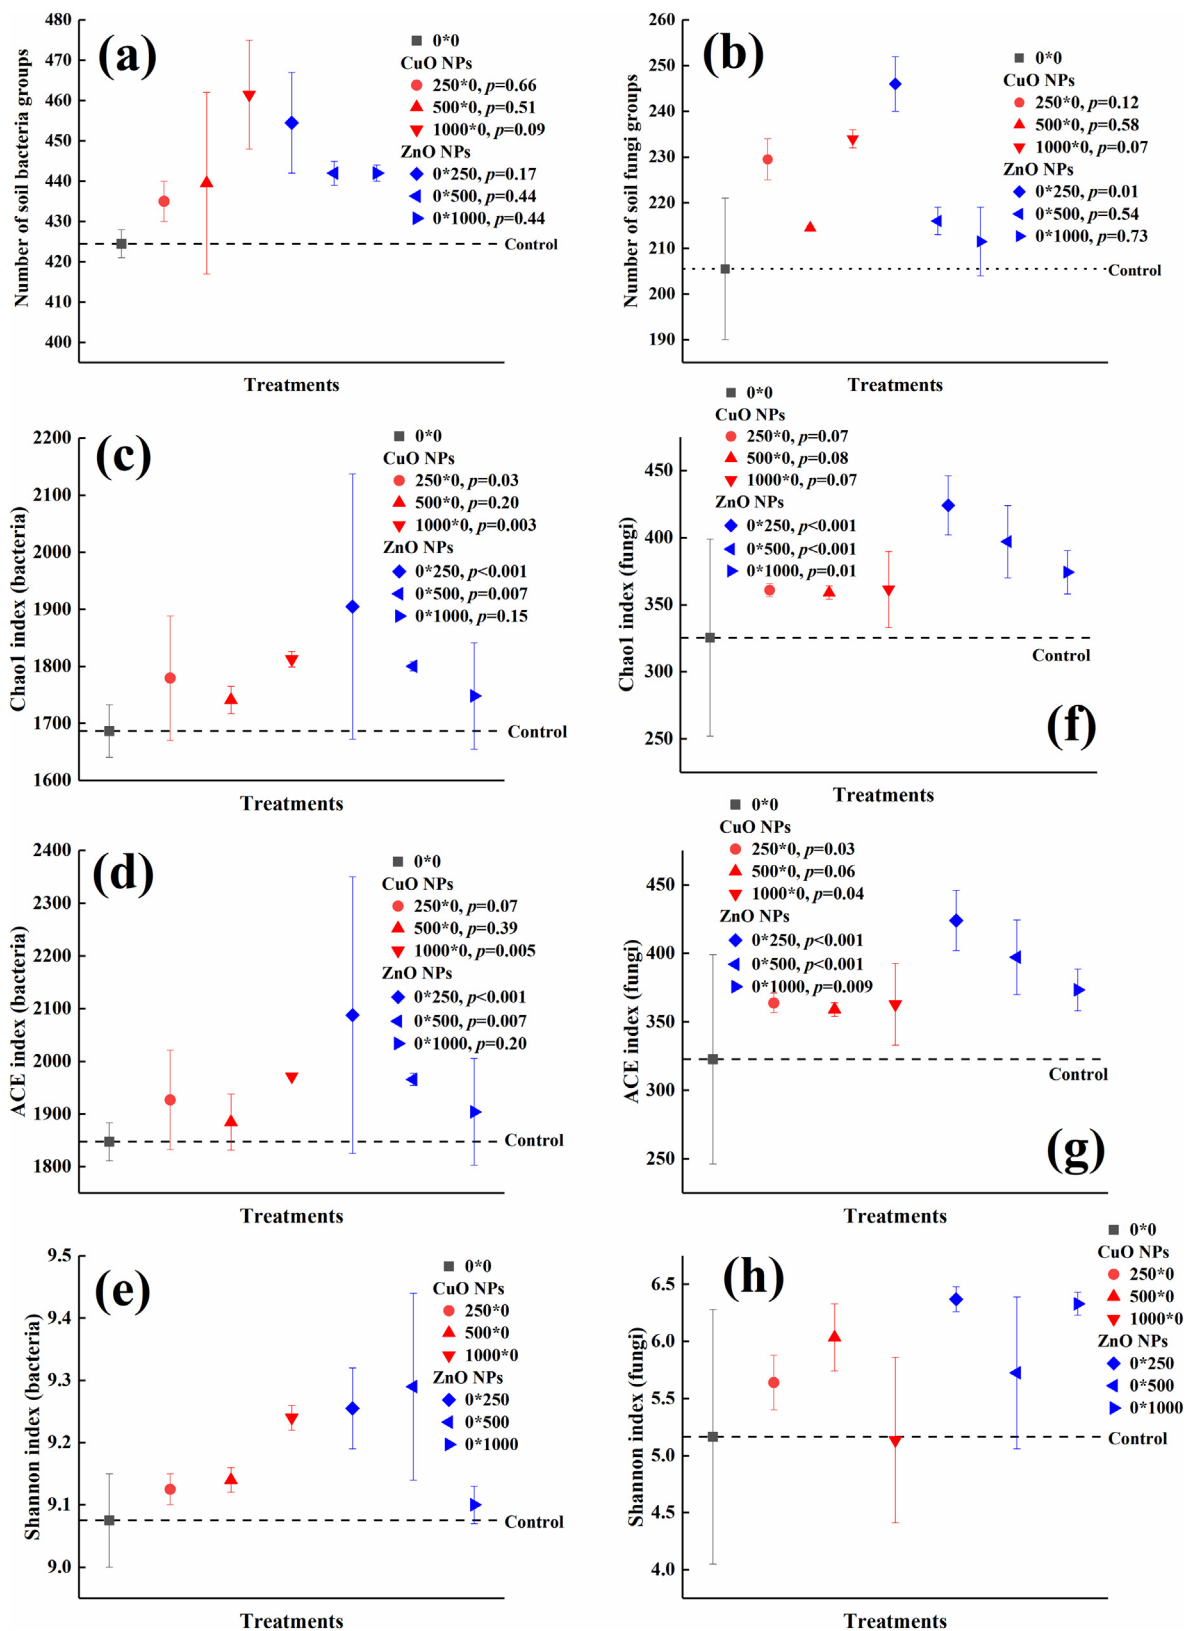 (a)
480
470
460
450
440
430
420
410
400
Number of soil bacteria groups
0*0
CuO NPs
250*0, p=0.66
500*0, p=0.51
1000*0, p=0.09
ZnO NPs
0*250, p=0.17
0*500, p=0.44
0*1000, p=0.44
Control
Treatments
(b)
260
250
240
230
220
210
200
190
Number of soil fungi groups
0*0
CuO NPs
250*0, p=0.12
500*0, p=0.58
1000*0, p=0.07
ZnO NPs
0*250, p=0.01
0*500, p=0.54
0*1000, p=0.73
Control
Treatments
(c)
2200
2100
2000
1900
1800
1700
1600
Chao1 index (bacteria)
0*0
CuO NPs
250*0, p=0.03
500*0, p=0.20
1000*0, p=0.003
ZnO NPs
0*250, p<0.001
0*500, p=0.007
0*1000, p=0.15
Control
Treatments
0*0
CuO NPs
250*0, p=0.07
500*0, p=0.08
1000*0, p=0.07
ZnO NPs
0*250, p<0.001
0*500, p<0.001
0*1000, p=0.01
450
400
350
300
250
Chao1 index (fungi)
Control
(f)
Treatments
(d)
2400
2300
2200
2100
2000
1900
1800
ACE index (bacteria)
0*0
CuO NPs
250*0, p=0.07
500*0, p=0.39
1000*0, p=0.005
ZnO NPs
0*250, p<0.001
0*500, p=0.007
0*1000, p=0.20
Control
Treatments
0*0
CuO NPs
250*0, p=0.03
500*0, p=0.06
1000*0, p=0.04
ZnO NPs
0*250, p<0.001
0*500, p<0.001
0*1000, p=0.009
450
400
350
300
250
ACE index (fungi)
Control
(g)
Treatments
(e)
9.5
9.4
9.3
9.2
9.1
9.0
Shannon index (bacteria)
0*0
CuO NPs
250*0
500*0
1000*0
ZnO NPs
0*250
0*500
0*1000
Control
Treatments
(h)
6.5
6.0
5.5
5.0
4.5
4.0
Shannon index (fungi)
0*0
CuO NPs
250*0
500*0
1000*0
ZnO NPs
0*250
0*500
0*1000
Control
Treatments